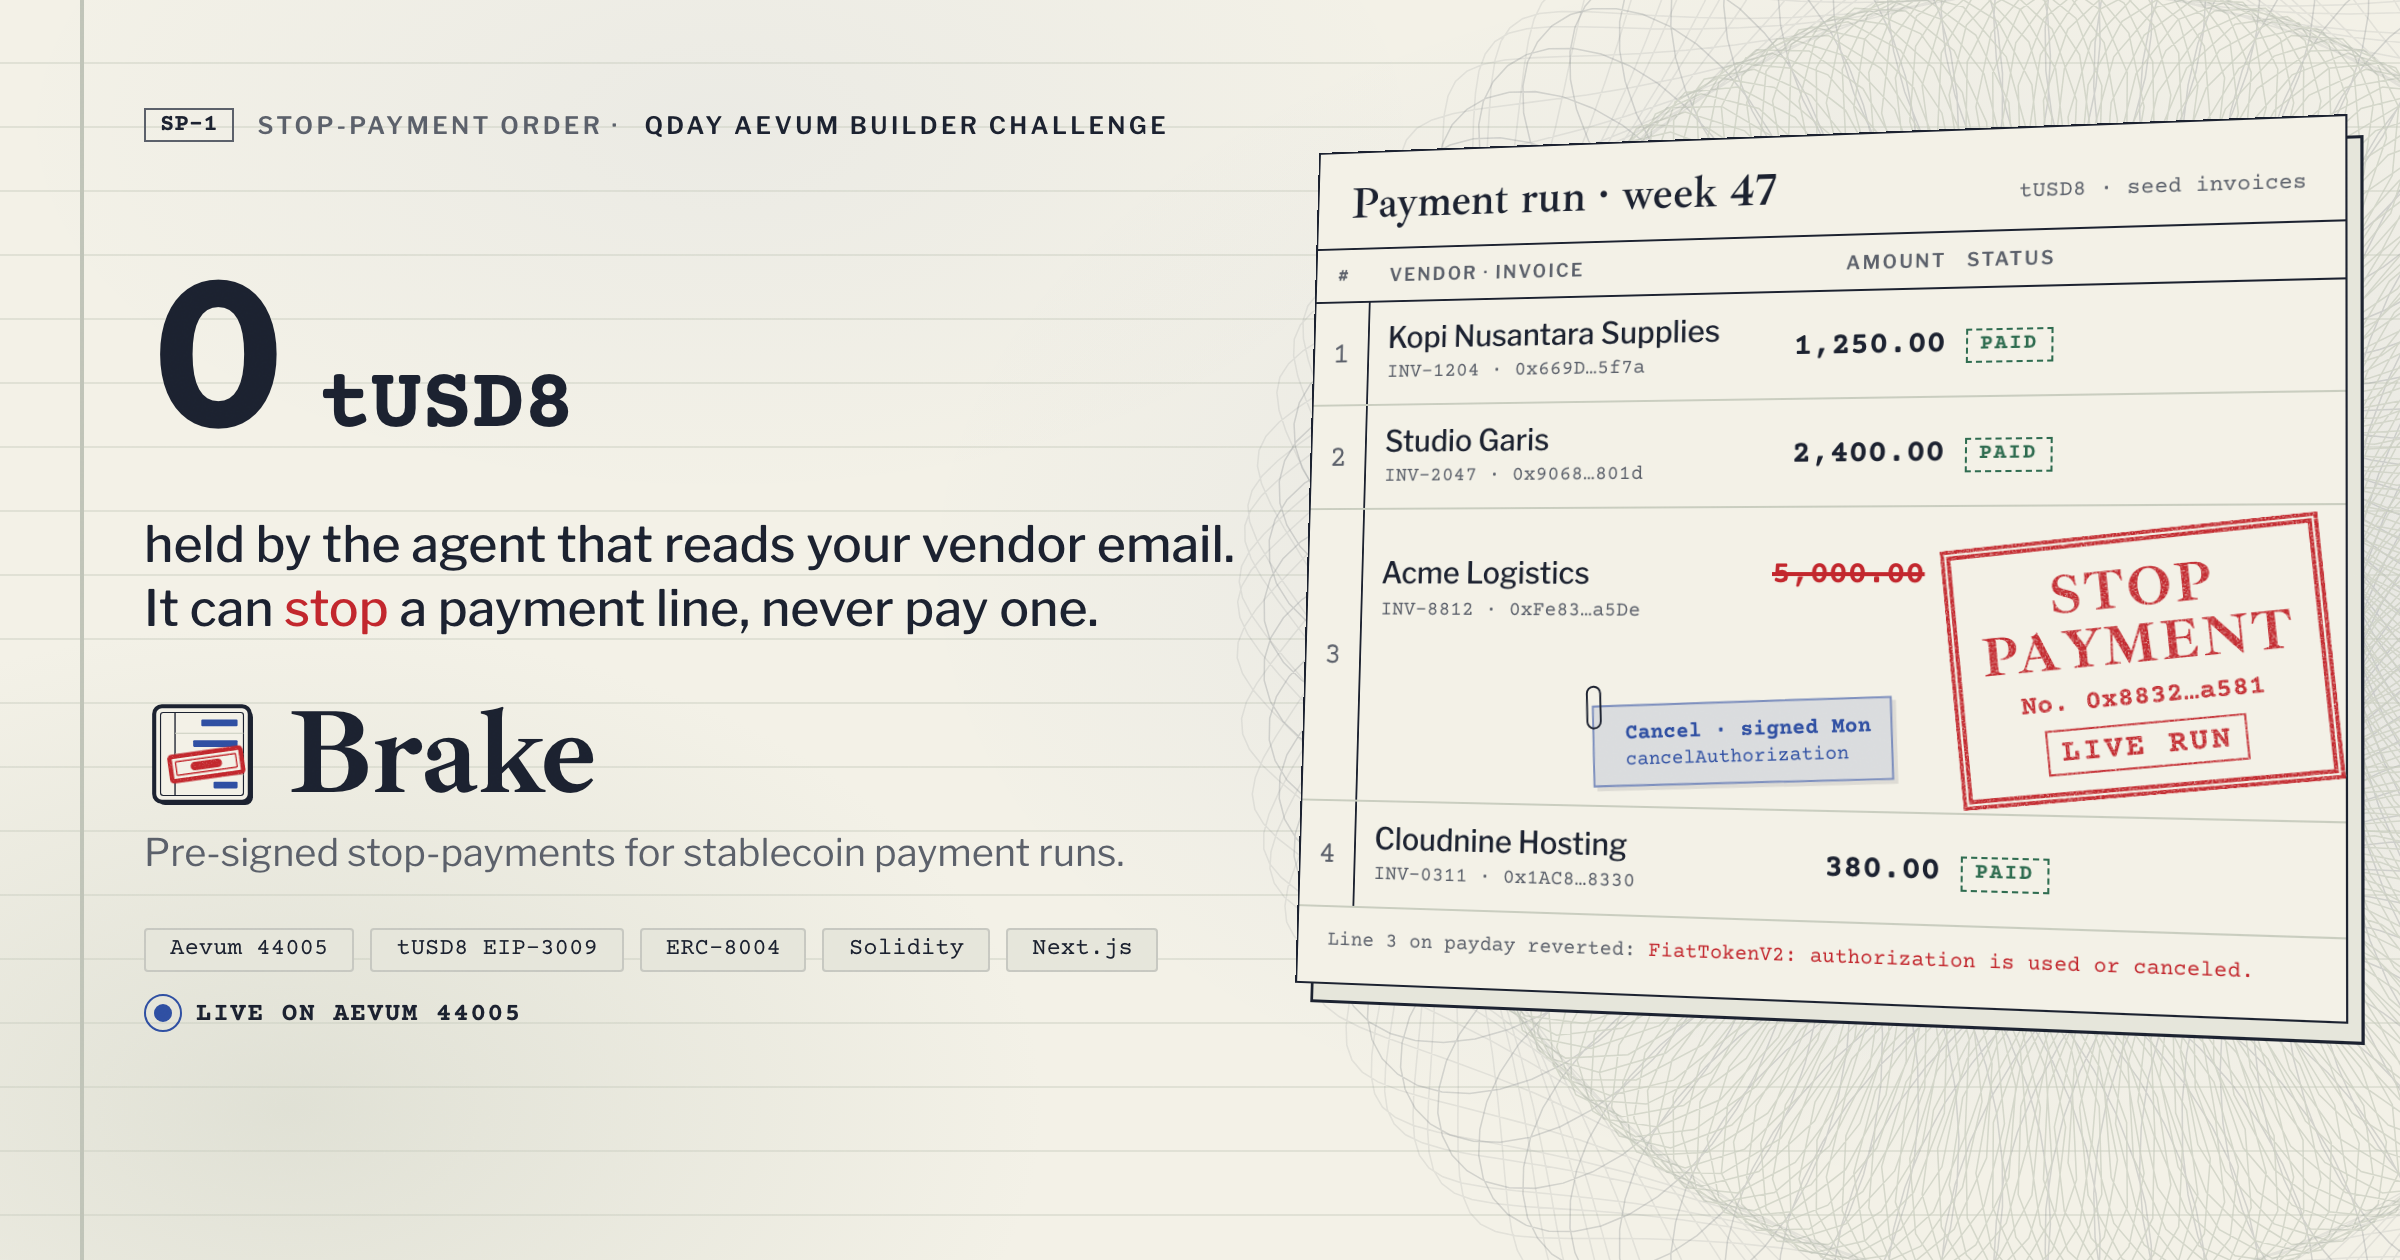 SP-1 STOP-PAYMENT ORDER · QDAY AEVUM BUILDER CHALLENGE
0 tUSD8
held by the agent that reads your vendor email.
It can stop a payment line, never pay one.
Brake
Pre-signed stop-payments for stablecoin payment runs.
Aevum 44005 tUSD8 EIP-3009 ERC-8004 Solidity Next.js
LIVE ON AEVUM 44005
Payment run · week 47 tUSD8 · seed invoices
# VENDOR · INVOICE AMOUNT STATUS
1 Kopi Nusantara Supplies 1,250.00 PAID
INV-1204 · 0x669D…5f7a
2 Studio Garis 2,400.00 PAID
INV-2047 · 0x9068…801d
3 Acme Logistics 5,000.00
INV-8812 · 0xFe83…a5De
Cancel · signed Mon
cancelAuthorization
STOP
PAYMENT
No. 0x8832…a581
LIVE RUN
4 Cloudnine Hosting 380.00 PAID
INV-0311 · 0x1AC8…8330
Line 3 on payday reverted: FiatTokenV2: authorization is used or canceled.